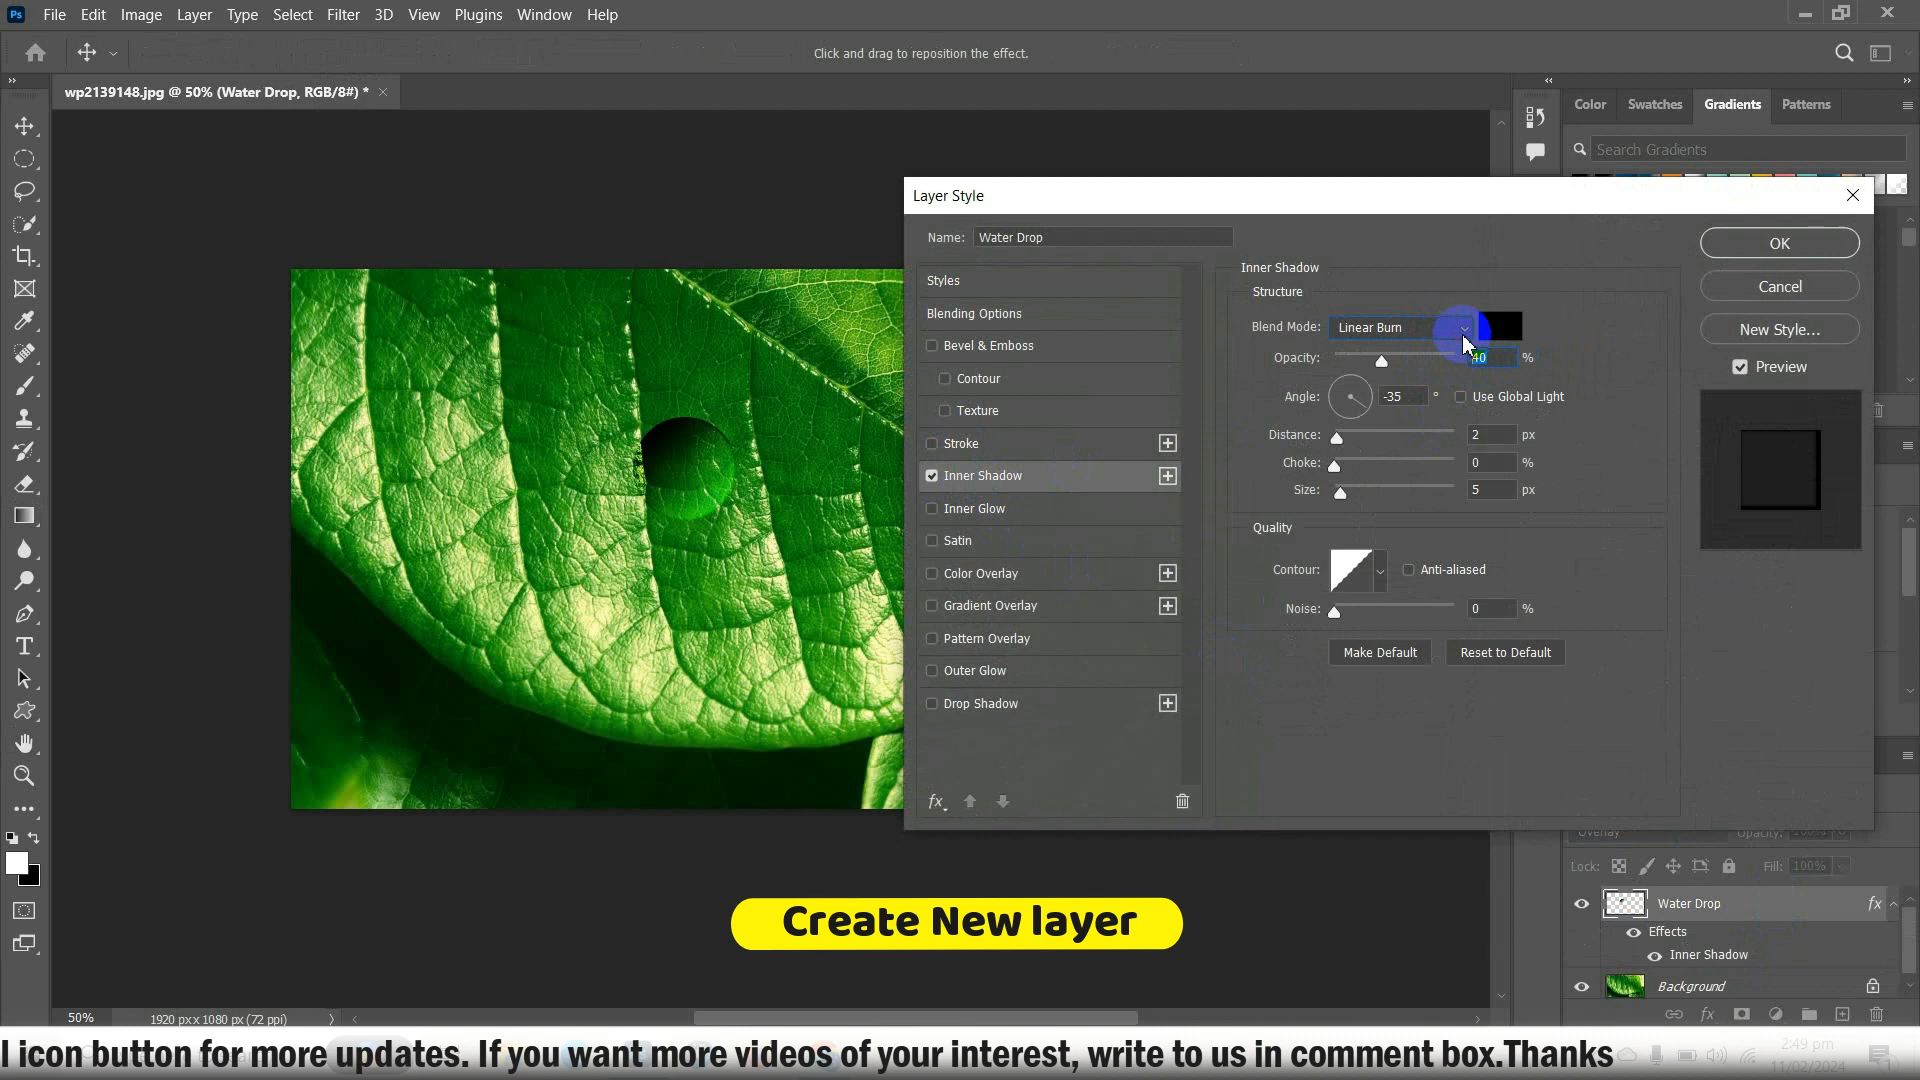 Ps File Edit Image Layer Type Select Filter 3D View Plugins Window Help
Click and drag to reposition the effect.
wp2139148.jpg @ 50% (Water Drop, RGB/8#) *
Color Swatches Gradients Patterns
Search Gradients
Layer Style
Name: Water Drop
Styles
Blending Options
Bevel & Emboss
Contour
Texture
Stroke
Inner Shadow
Inner Glow
Satin
Color Overlay
Gradient Overlay
Pattern Overlay
Outer Glow
Drop Shadow
fx
Inner Shadow
Structure
Blend Mode: Linear Burn
Opacity: 40 %
Angle: -35 ° Use Global Light
Distance: 2 px
Choke: 0 %
Size: 5 px
Quality
Contour: Anti-aliased
Noise: 0 %
Make Default Reset to Default
OK
Cancel
New Style...
Preview
Overlay Opacity: 100%
Lock: Fill: 100%
Water Drop fx
Effects
Inner Shadow
Background
fx
Create New layer
50% 1920 px x 1080 px (72 ppi)
I icon button for more updates. If you want more videos of your interest, write to us in comment box.Thanks
2:49 pm
11/02/2024